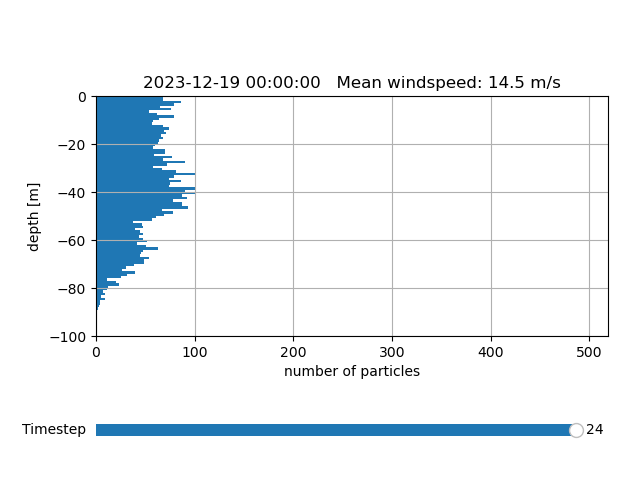 2023-12-19 00:00:00   Mean windspeed: 14.5 m/s
0
−20
−40
−60
−80
−100
depth [m]
0 100 200 300 400 500
number of particles
Timestep 24